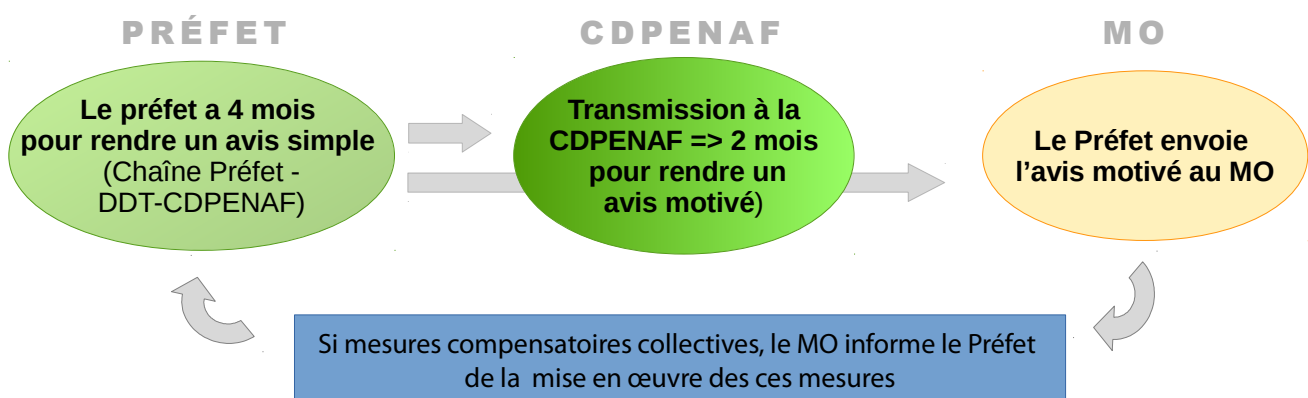 PRÉFET
CDPENAF
MO
Le préfet a 4 mois
pour rendre un avis simple
(Chaîne Préfet -
DDT-CDPENAF)
Transmission à la
CDPENAF => 2 mois
pour rendre un
avis motivé)
Le Préfet envoie
l’avis motivé au MO
Si mesures compensatoires collectives, le MO informe le Préfet
de la mise en œuvre des ces mesures